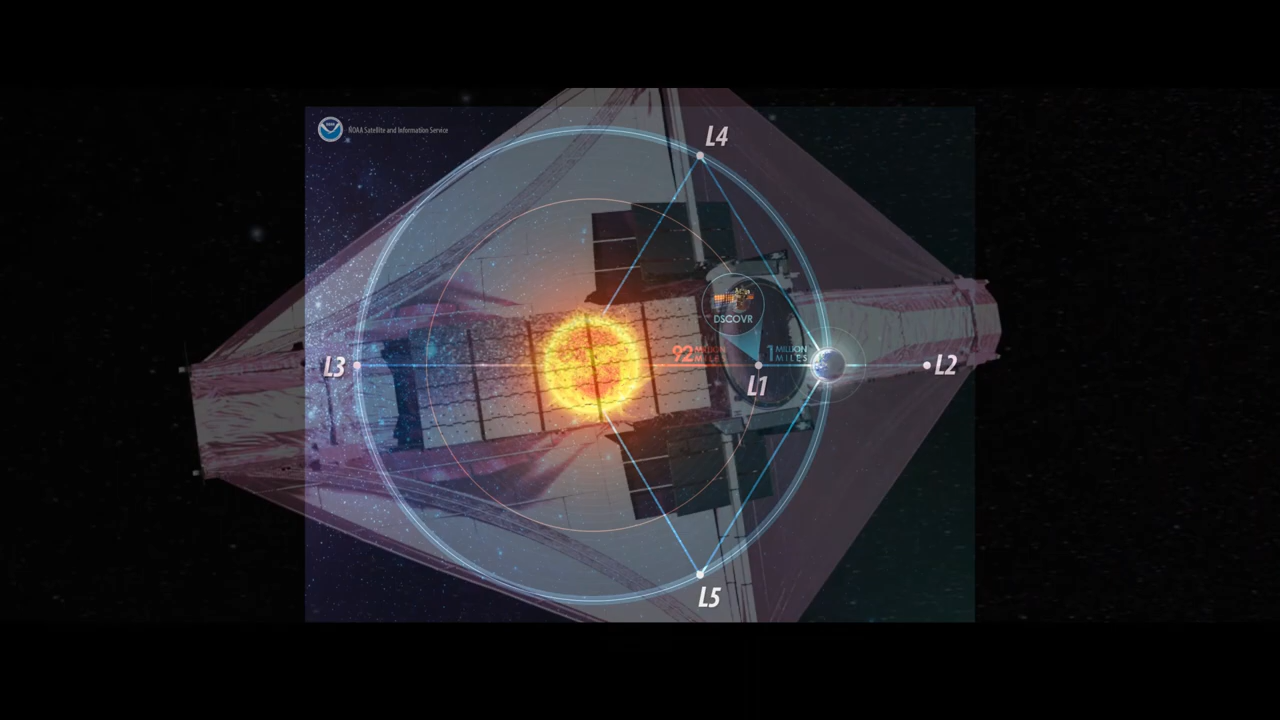 NOAA Satellite and Information Service
L4
DSCOVR
92 MILLION MILES
1 MILLION MILES
L3
L1
L2
L5